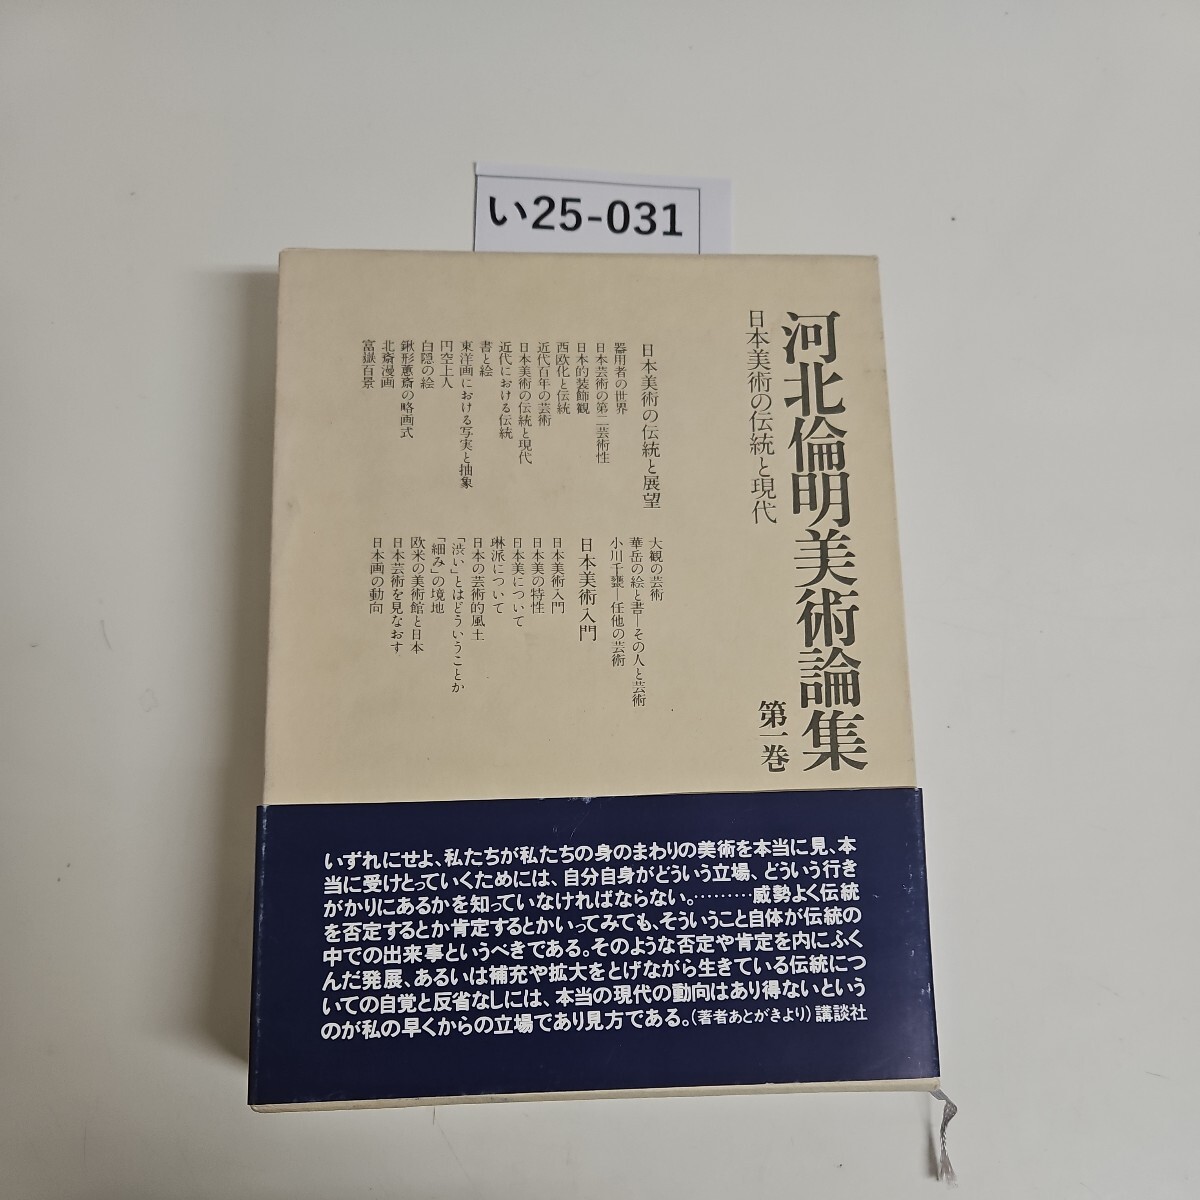 い25-031
河北倫明美術論集
第一巻
日本美術の伝統と現代
日本美術の伝統と展望
器用者の世界
日本芸術の第二芸術性
日本的装飾観
西欧化と伝統
近代百年の芸術
日本美術の伝統と現代
近代における伝統
書と絵
東洋画における写実と抽象
円空上人
白隠の絵
鍬形蕙斎の略画式
北斎漫画
富嶽百景
大観の芸術
華岳の絵と書―その人と芸術
小川千甕―任他の芸術
日本美術入門
日本美術入門
日本美の特性
日本美について
琳派について
日本の芸術的風土
「渋い」とはどういうことか
「細み」の境地
欧米の美術館と日本
日本芸術を見なおす
日本画の動向
いずれにせよ、私たちが私たちの身のまわりの美術を本当に見、本
当に受けとっていくためには、自分自身がどういう立場、どういう行き
がかりにあるかを知っていなければならない。………威勢よく伝統
を否定するとか肯定するとかいってみても、そういうこと自体が伝統の
中での出来事というべきである。そのような否定や肯定を内にふく
んだ発展、あるいは補充や拡大をとげながら生きている伝統につ
いての自覚と反省なしには、本当の現代の動向はあり得ないという
のが私の早くからの立場であり見方である。(著者あとがきより) 講談社